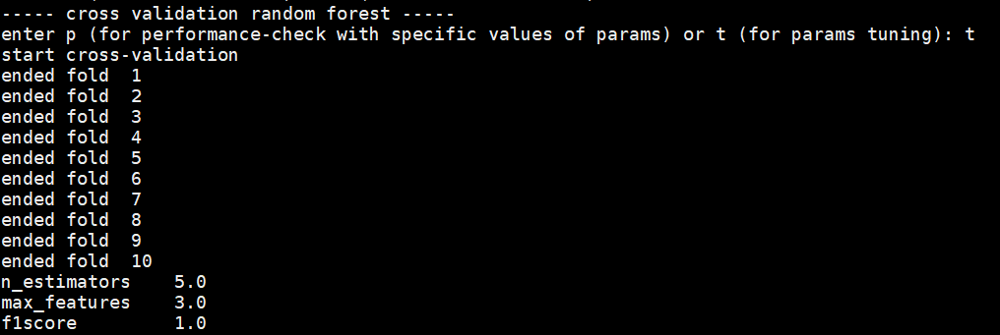 ----- cross validation random forest -----
enter p (for performance-check with specific values of params) or t (for params tuning): t
start cross-validation
ended fold  1
ended fold  2
ended fold  3
ended fold  4
ended fold  5
ended fold  6
ended fold  7
ended fold  8
ended fold  9
ended fold  10
n_estimators    5.0
max_features    3.0
f1score         1.0